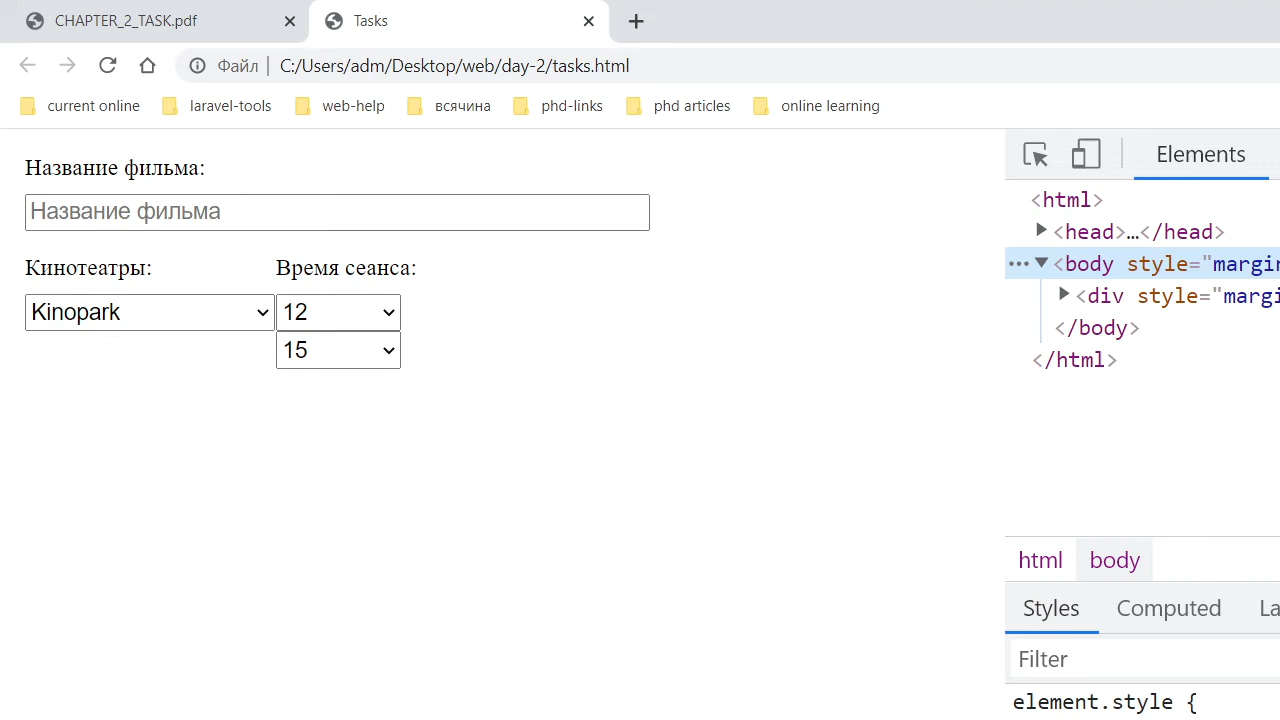 CHAPTER_2_TASK.pdf
Tasks
Файл | C:/Users/adm/Desktop/web/day-2/tasks.html
current online
laravel-tools
web-help
всячина
phd-links
phd articles
online learning
Название фильма:
Название фильма
Кинотеатры:
Время сеанса:
Kinopark
12
15
Elements
<html>
<head>…</head>
<body style="margin
<div style="margi
</body>
</html>
html
body
Styles
Computed
La
Filter
element.style {